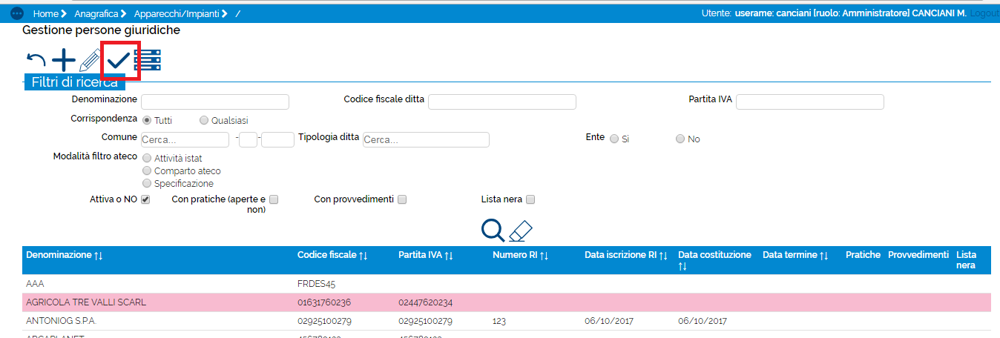 Home Anagrafica Apparecchi/Impianti /
Utente: userame: canciani [ruolo: Amministratore] CANCIANI M. Logout
Gestione persone giuridiche
Filtri di ricerca
Denominazione Codice fiscale ditta Partita IVA
Corrispondenza Tutti Qualsiasi
Comune Cerca... - - Tipologia ditta Cerca... Ente Sì No
Modalità filtro ateco Attività istat
Comparto ateco
Specificazione
Attiva o NO Con pratiche (aperte e non) Con provvedimenti Lista nera
Denominazione Codice fiscale Partita IVA Numero RI Data iscrizione RI Data costituzione Data termine Pratiche Provvedimenti Lista nera
AAA FRDES45
AGRICOLA TRE VALLI SCARL 01631760236 02447620234
ANTONIOG S.P.A. 02925100279 02925100279 123 06/10/2017 06/10/2017